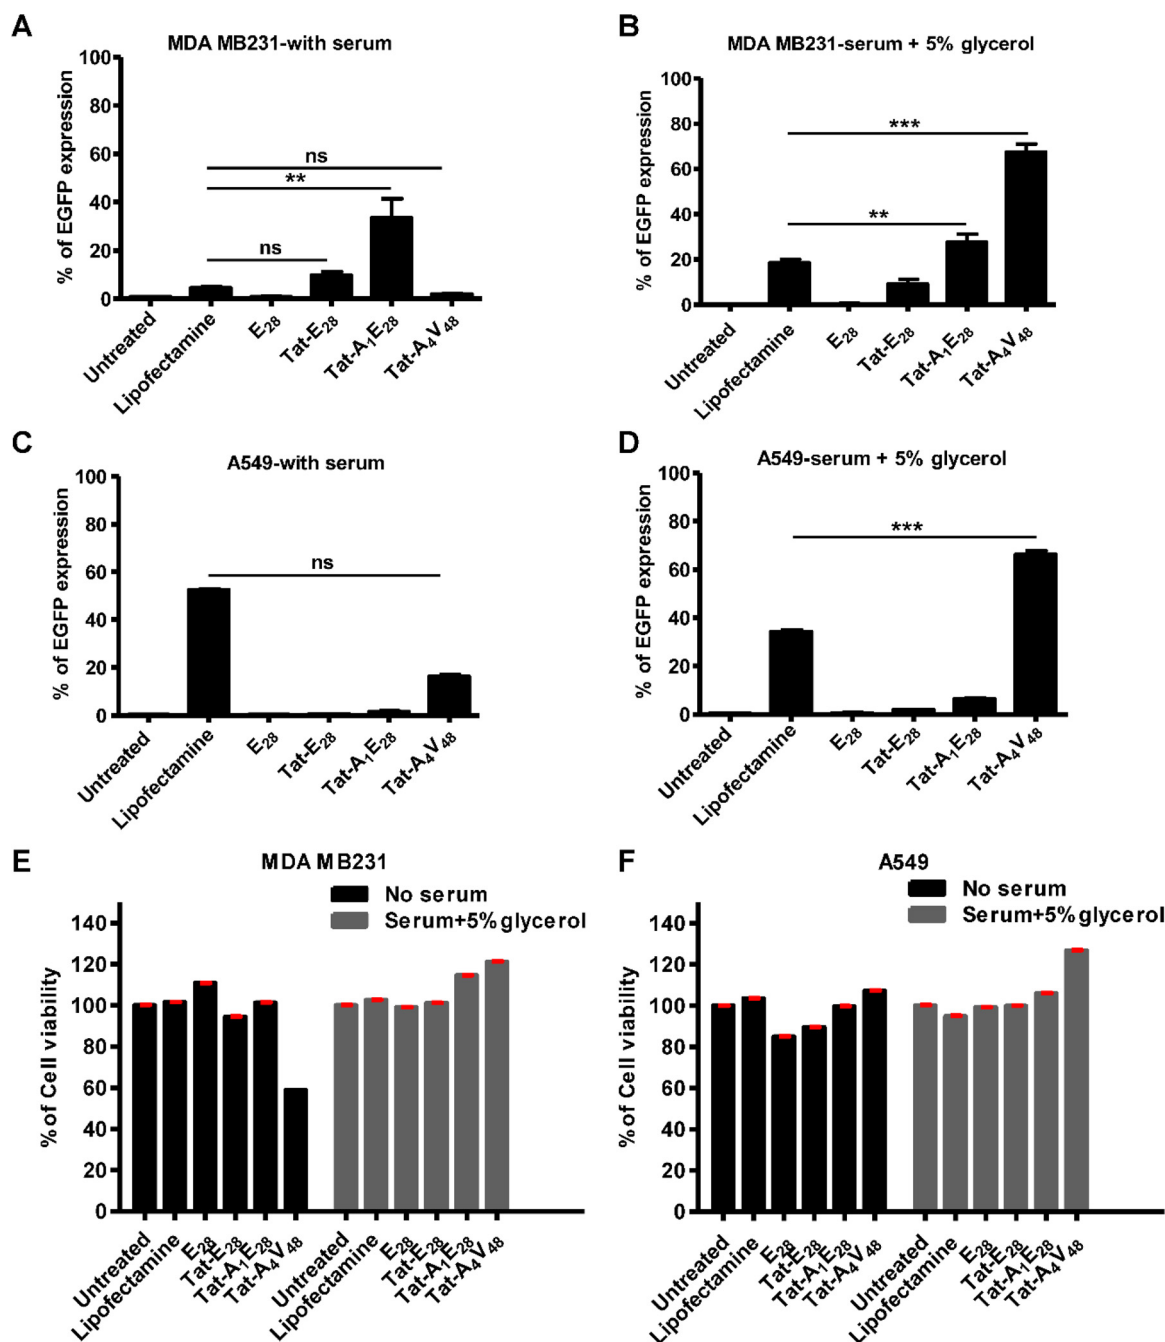 A
MDA MB231-with serum
% of EGFP expression
100
80
60
40
20
0
ns
**
ns
Untreated
Lipofectamine
E28
Tat-E28
Tat-A1E28
Tat-A4V48
B
MDA MB231-serum + 5% glycerol
% of EGFP expression
100
80
60
40
20
0
***
**
Untreated
Lipofectamine
E28
Tat-E28
Tat-A1E28
Tat-A4V48
C
A549-with serum
% of EGFP expression
100
80
60
40
20
0
ns
Untreated
Lipofectamine
E28
Tat-E28
Tat-A1E28
Tat-A4V48
D
A549-serum + 5% glycerol
% of EGFP expression
100
80
60
40
20
0
***
Untreated
Lipofectamine
E28
Tat-E28
Tat-A1E28
Tat-A4V48
E
MDA MB231
No serum
Serum+5%glycerol
%of Cell viability
140
120
100
80
60
40
20
0
Untreated
Lipofectamine
E28
Tat-E28
Tat-A1E28
Tat-A4V48
Untreated
Lipofectamine
E28
Tat-E28
Tat-A1E28
Tat-A4V48
F
A549
No serum
Serum+5%glycerol
%of Cell viability
140
120
100
80
60
40
20
0
Untreated
Lipofectamine
E28
Tat-E28
Tat-A1E28
Tat-A4V48
Untreated
Lipofectamine
E28
Tat-E28
Tat-A1E28
Tat-A4V48